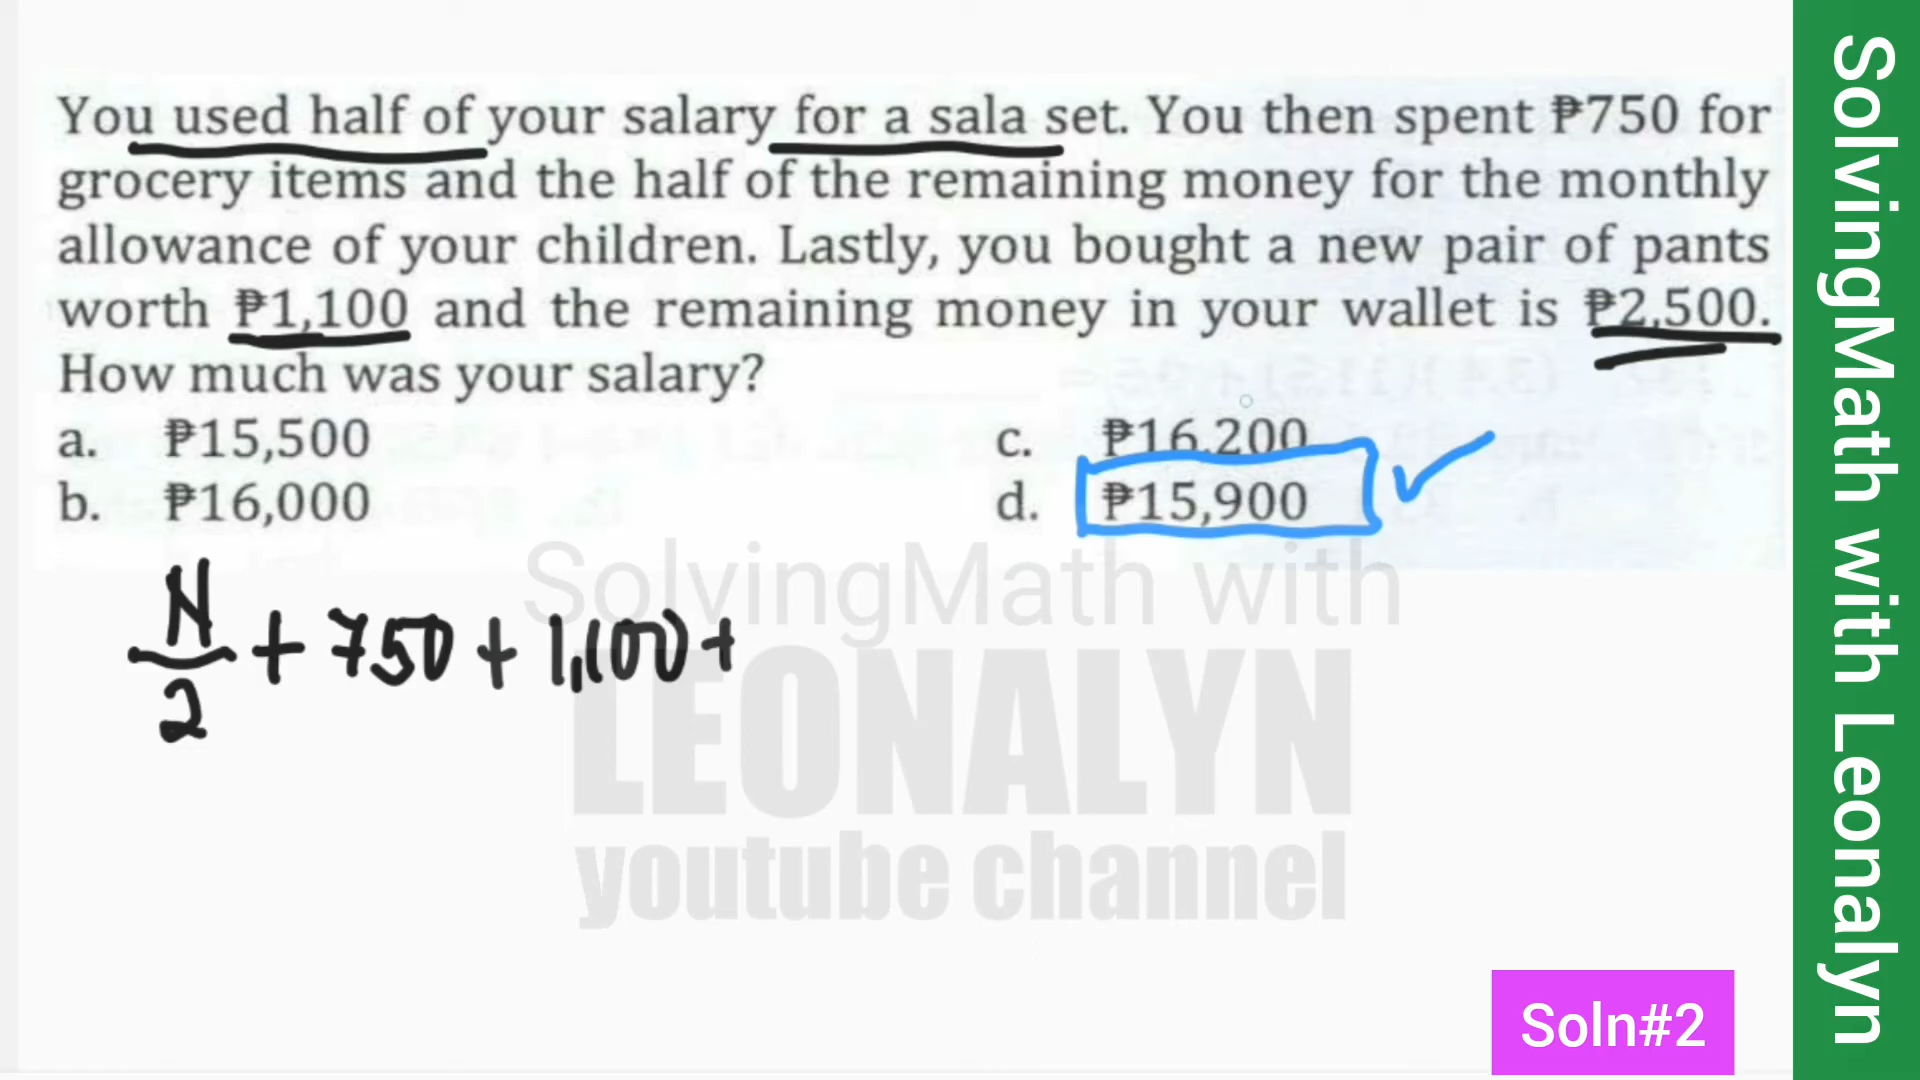 You used half of your salary for a sala set. You then spent ₱750 for
grocery items and the half of the remaining money for the monthly
allowance of your children. Lastly, you bought a new pair of pants
worth ₱1,100 and the remaining money in your wallet is ₱2,500.
How much was your salary?
a. ₱15,500
c. ₱16,200
b. ₱16,000
d. ₱15,900
N/2 + 750 + 1,100 +
SolvingMath with
LEONALYN
youtube channel
Soln#2
SolvingMath with Leonalyn